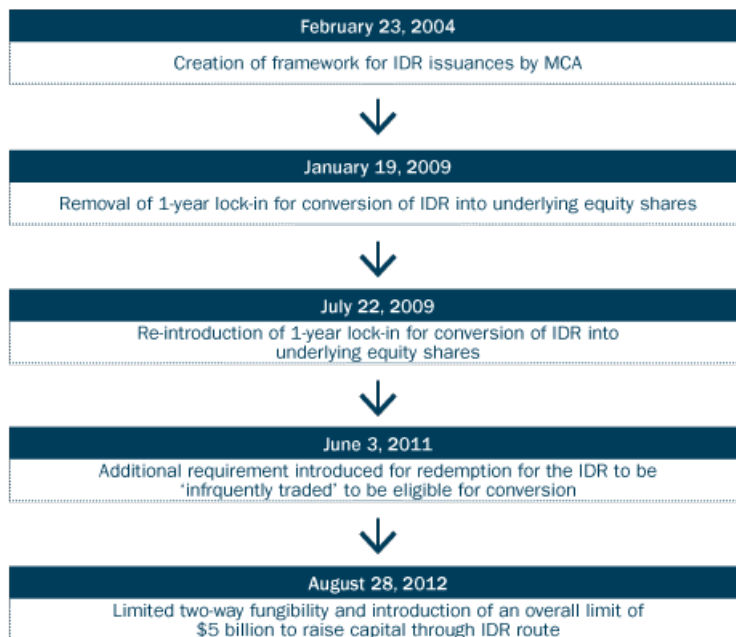 February 23, 2004
Creation of framework for IDR issuances by MCA
January 19, 2009
Removal of 1-year lock-in for conversion of IDR into underlying equity shares
July 22, 2009
Re-introduction of 1-year lock-in for conversion of IDR into
underlying equity shares
June 3, 2011
Additional requirement introduced for redemption for the IDR to be
‘infrquently traded’ to be eligible for conversion
August 28, 2012
Limited two-way fungibility and introduction of an overall limit of
$5 billion to raise capital through IDR route